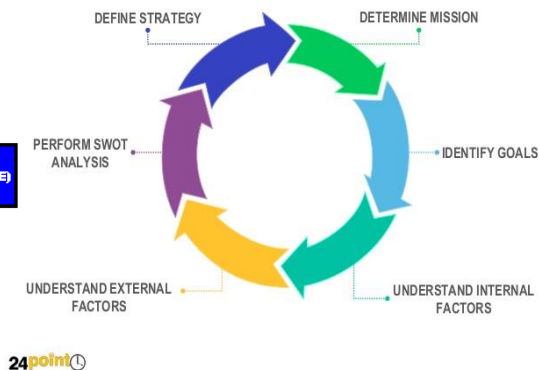 DEFINE STRATEGY
DETERMINE MISSION
PERFORM SWOT
ANALYSIS
IDENTIFY GOALS
E)
UNDERSTAND EXTERNAL
FACTORS
UNDERSTAND INTERNAL
FACTORS
24point